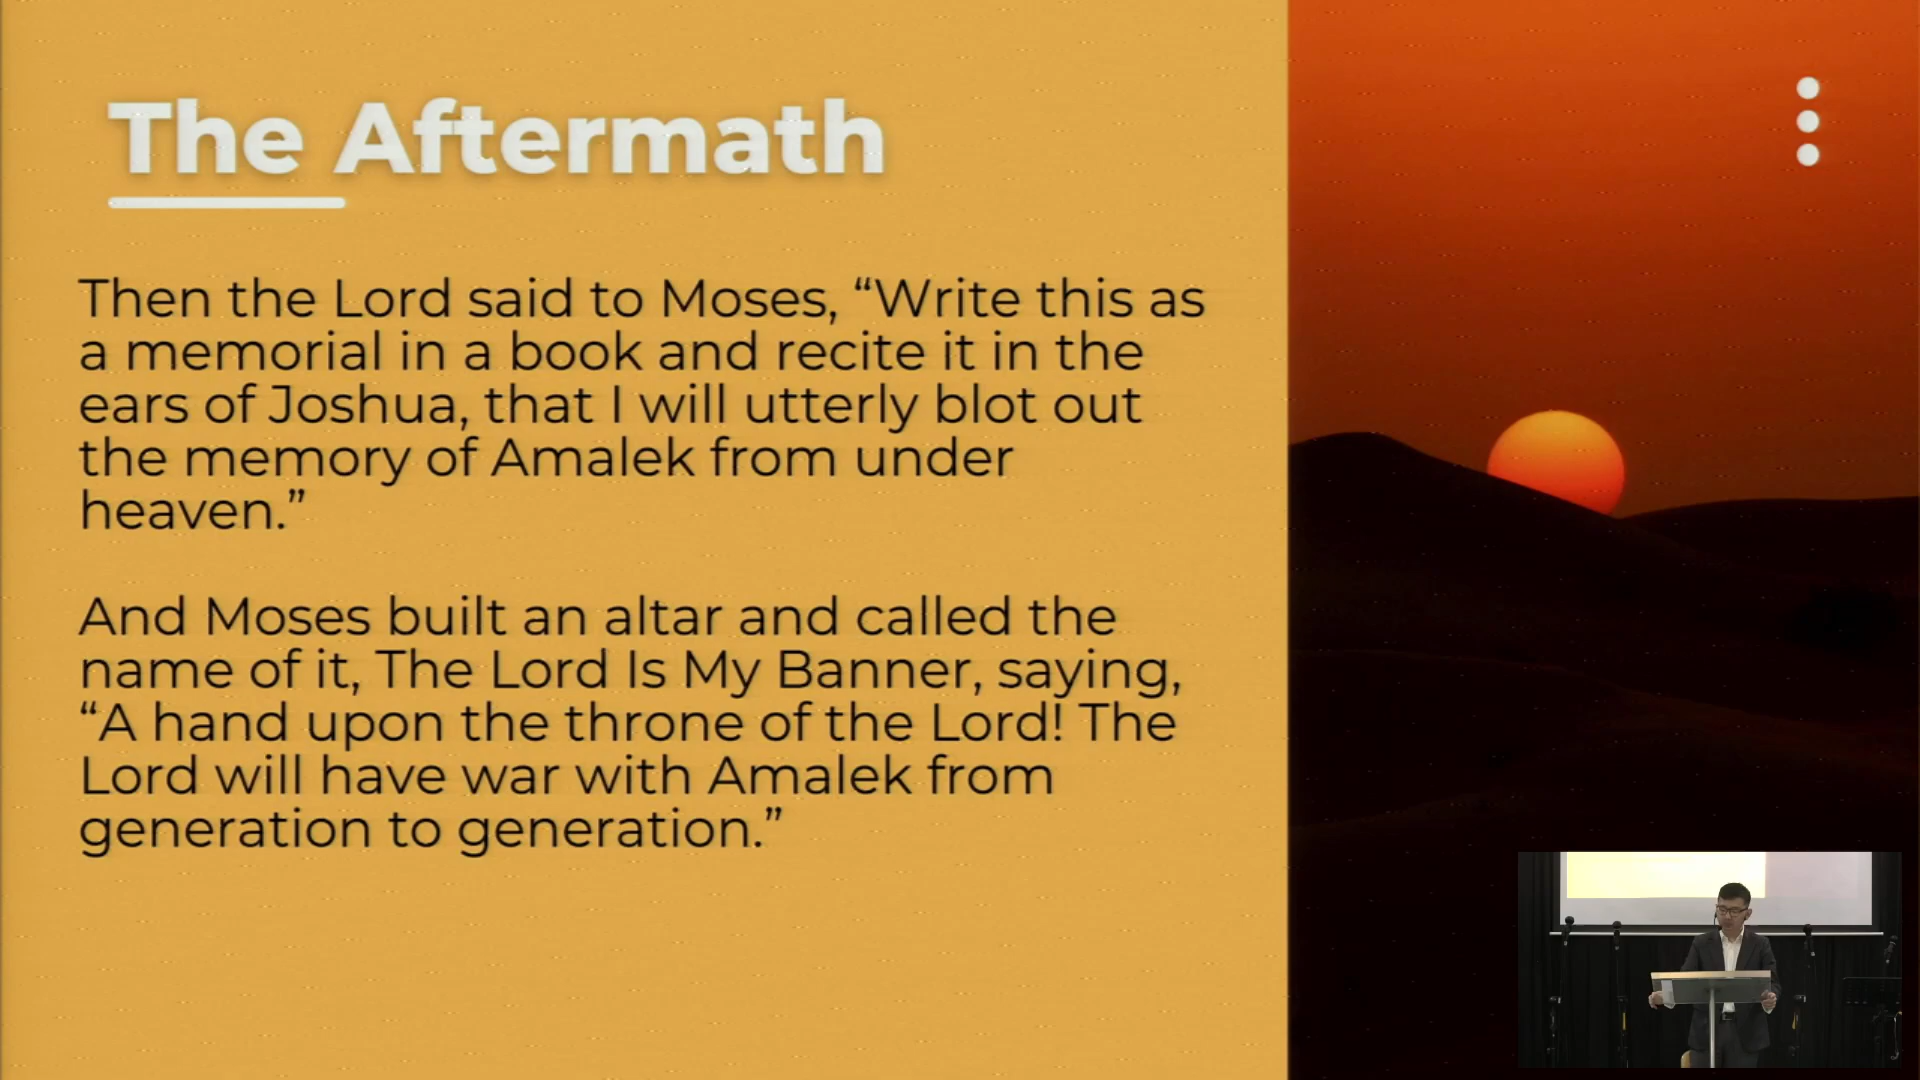 The Aftermath
Then the Lord said to Moses, “Write this as
a memorial in a book and recite it in the
ears of Joshua, that I will utterly blot out
the memory of Amalek from under
heaven.”
And Moses built an altar and called the
name of it, The Lord Is My Banner, saying,
“A hand upon the throne of the Lord! The
Lord will have war with Amalek from
generation to generation.”